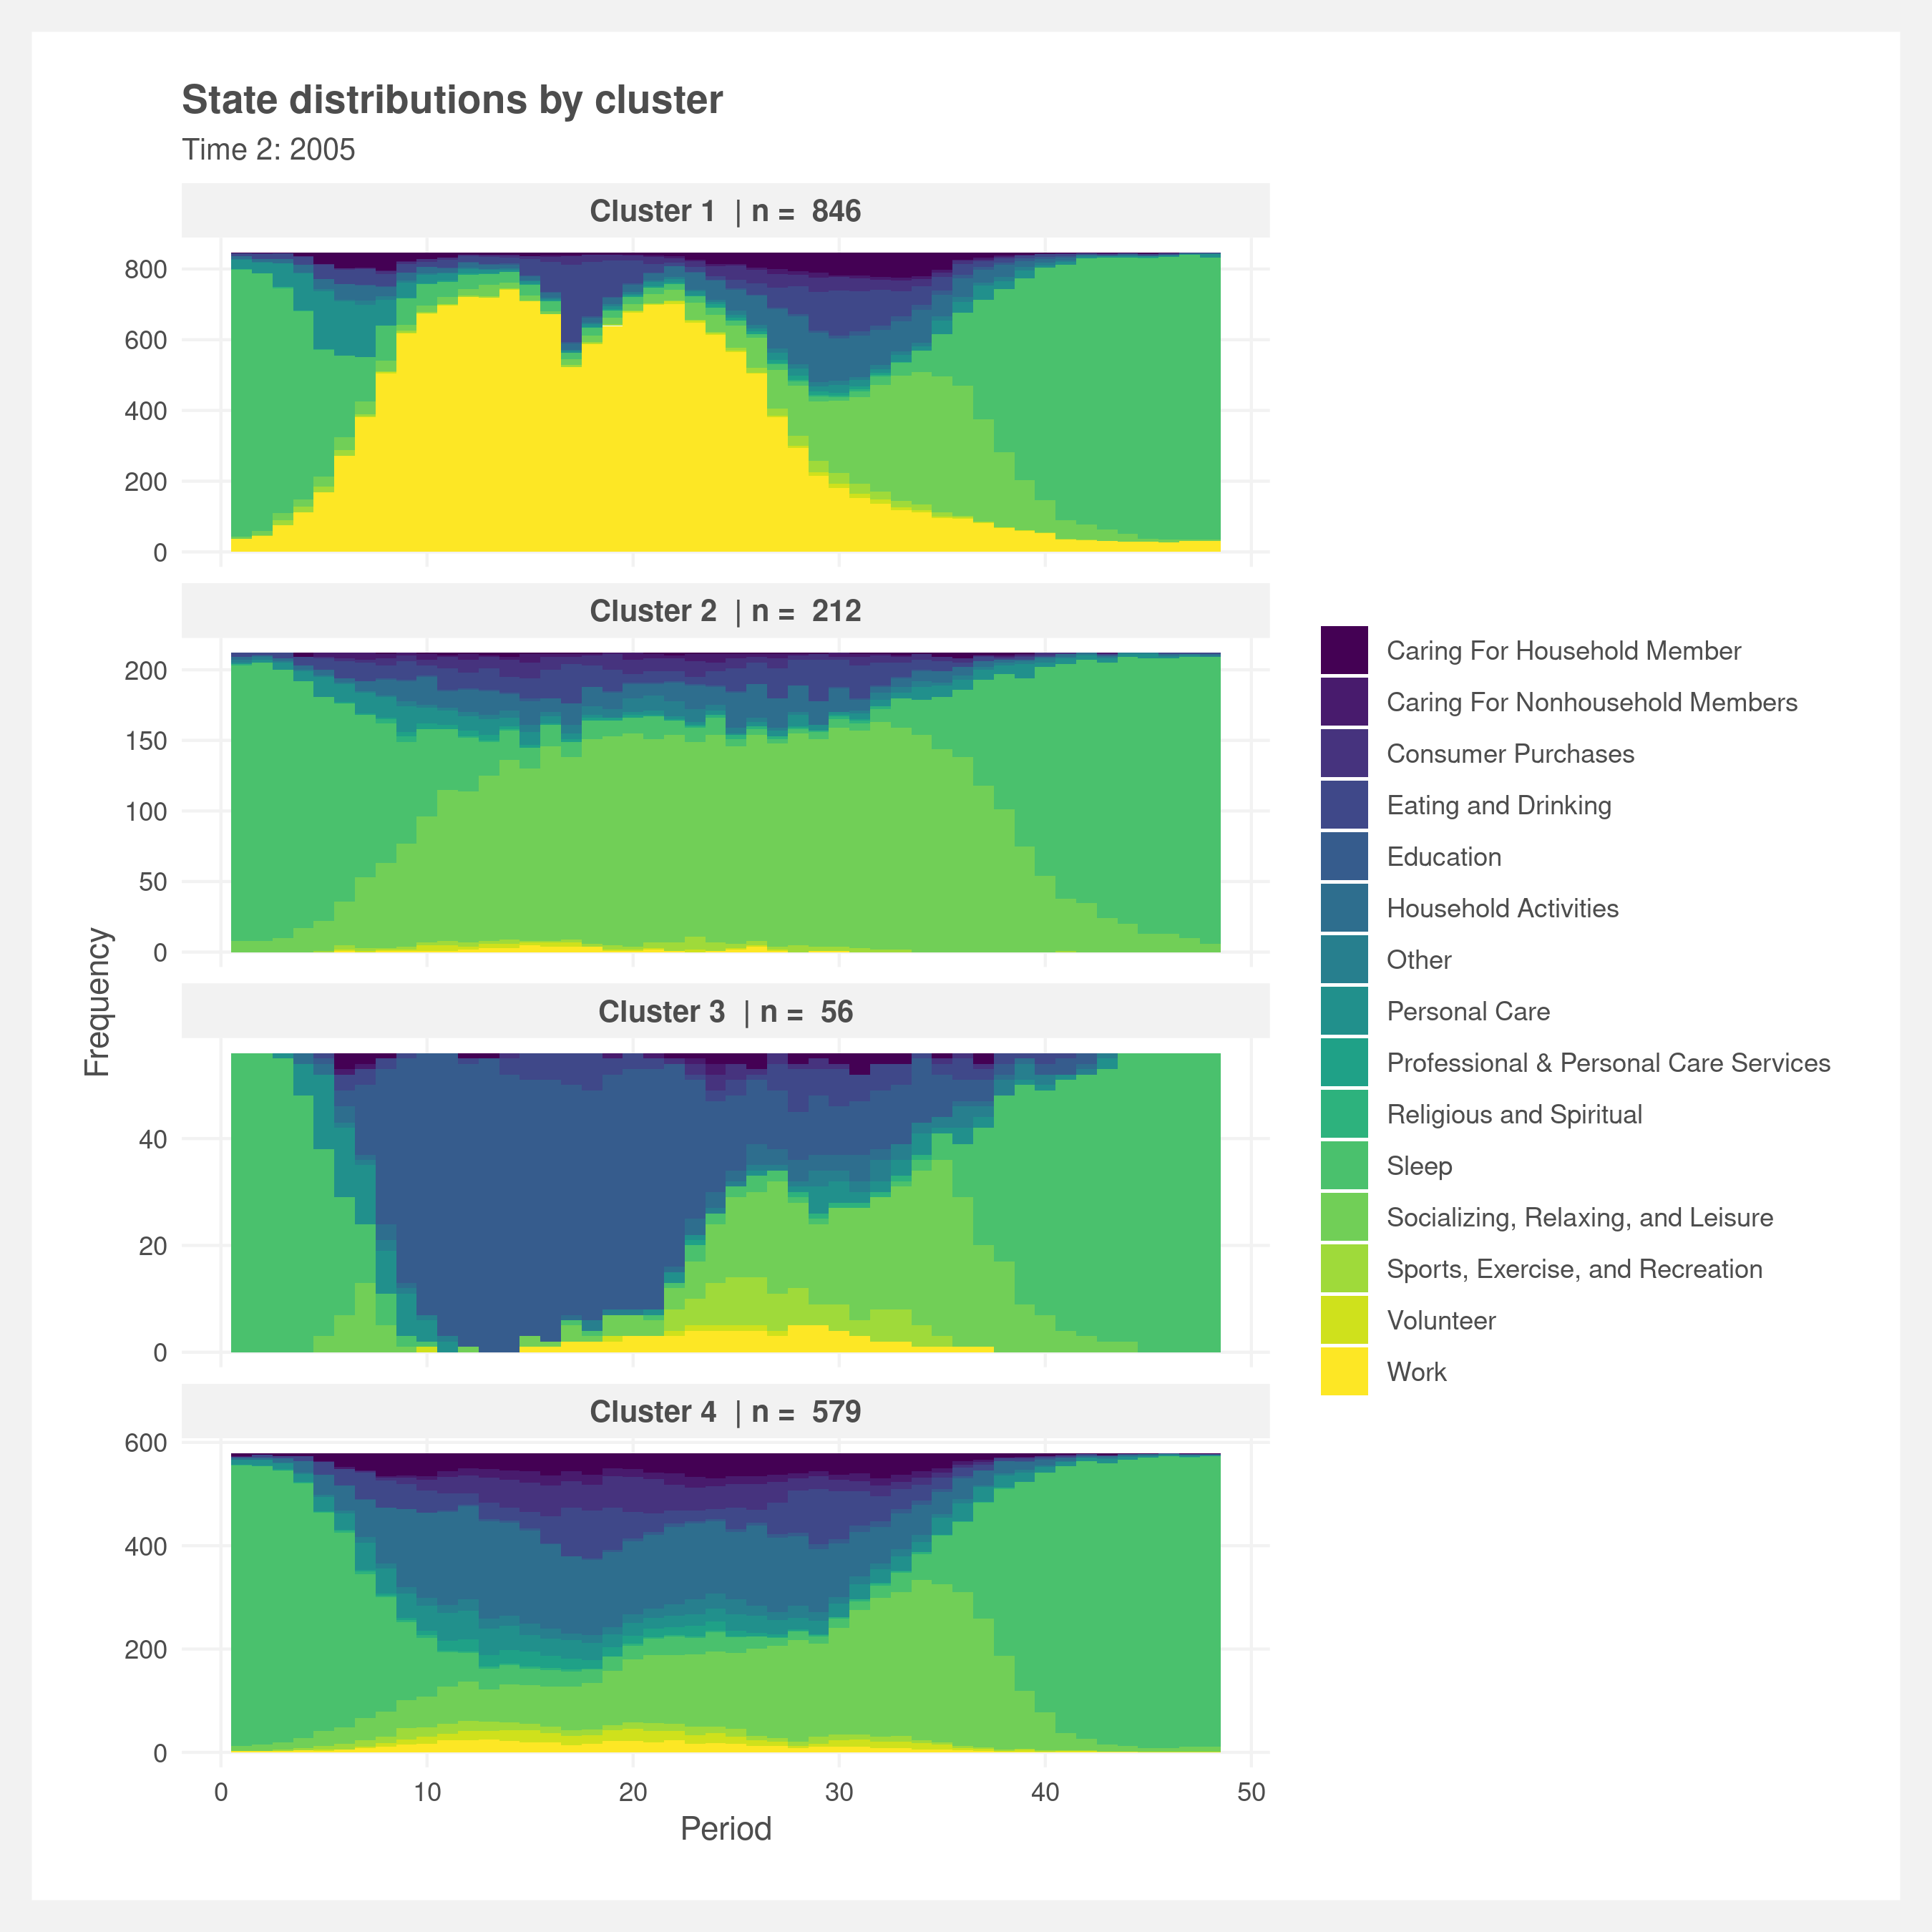 State distributions by cluster
Time 2: 2005
Cluster 1 | n = 846
800
600
400
200
0
Cluster 2 | n = 212
200
150
100
50
0
Cluster 3 | n = 56
40
20
0
Cluster 4 | n = 579
600
400
200
0
0 10 20 30 40 50
Period
Frequency
Caring For Household Member
Caring For Nonhousehold Members
Consumer Purchases
Eating and Drinking
Education
Household Activities
Other
Personal Care
Professional & Personal Care Services
Religious and Spiritual
Sleep
Socializing, Relaxing, and Leisure
Sports, Exercise, and Recreation
Volunteer
Work